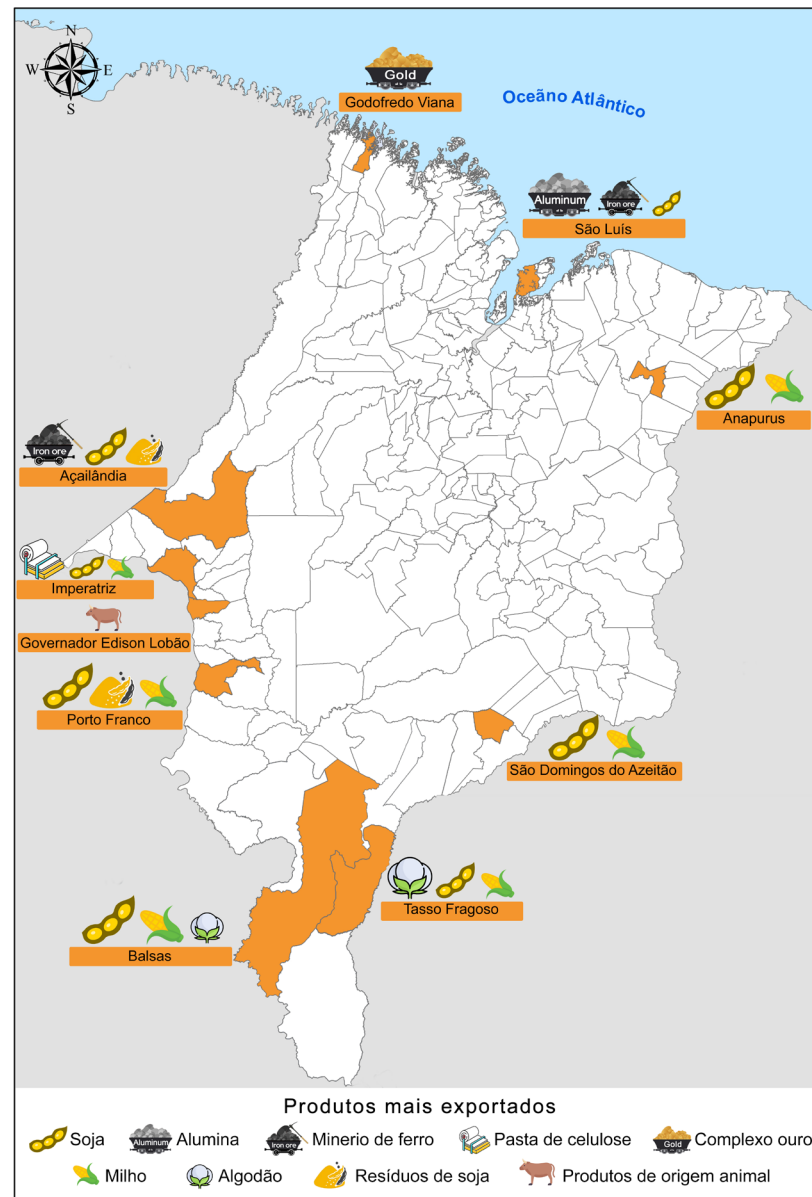 N
W E
S
Gold
Godofredo Viana
Oceano Atlântico
Aluminum
Iron ore
São Luís
Anapurus
Iron ore
Açailândia
Imperatriz
Governador Edison Lobão
Porto Franco
São Domingos do Azeitão
Tasso Fragoso
Balsas
Produtos mais exportados
Soja
Aluminum
Alumina
Iron ore
Minerio de ferro
Pasta de celulose
Gold
Complexo ouro
Milho
Algodão
Resíduos de soja
Produtos de origem animal